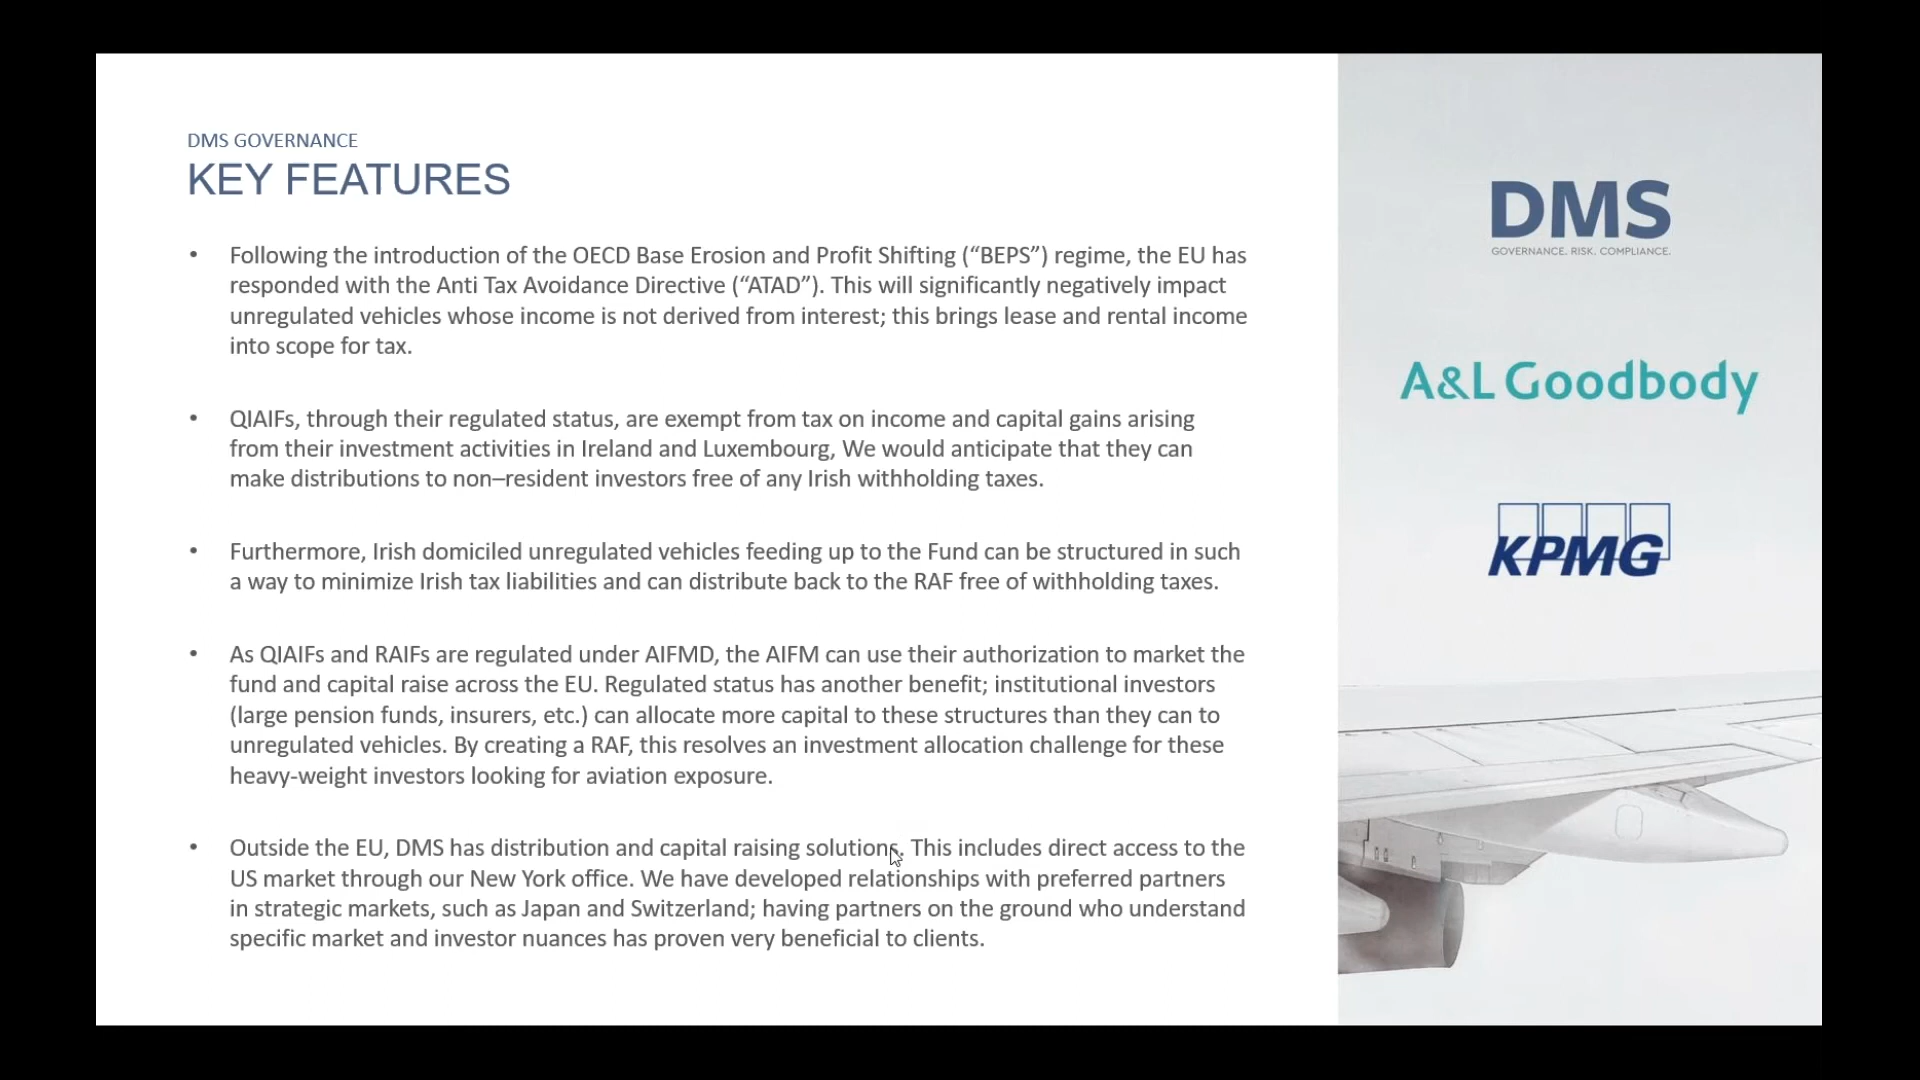 DMS GOVERNANCE
KEY FEATURES
• Following the introduction of the OECD Base Erosion and Profit Shifting (“BEPS”) regime, the EU has
responded with the Anti Tax Avoidance Directive (“ATAD”). This will significantly negatively impact
unregulated vehicles whose income is not derived from interest; this brings lease and rental income
into scope for tax.
• QIAIFs, through their regulated status, are exempt from tax on income and capital gains arising
from their investment activities in Ireland and Luxembourg, We would anticipate that they can
make distributions to non–resident investors free of any Irish withholding taxes.
• Furthermore, Irish domiciled unregulated vehicles feeding up to the Fund can be structured in such
a way to minimize Irish tax liabilities and can distribute back to the RAF free of withholding taxes.
• As QIAIFs and RAIFs are regulated under AIFMD, the AIFM can use their authorization to market the
fund and capital raise across the EU. Regulated status has another benefit; institutional investors
(large pension funds, insurers, etc.) can allocate more capital to these structures than they can to
unregulated vehicles. By creating a RAF, this resolves an investment allocation challenge for these
heavy-weight investors looking for aviation exposure.
• Outside the EU, DMS has distribution and capital raising solutions. This includes direct access to the
US market through our New York office. We have developed relationships with preferred partners
in strategic markets, such as Japan and Switzerland; having partners on the ground who understand
specific market and investor nuances has proven very beneficial to clients.
DMS
GOVERNANCE. RISK. COMPLIANCE.
A&L Goodbody
KPMG